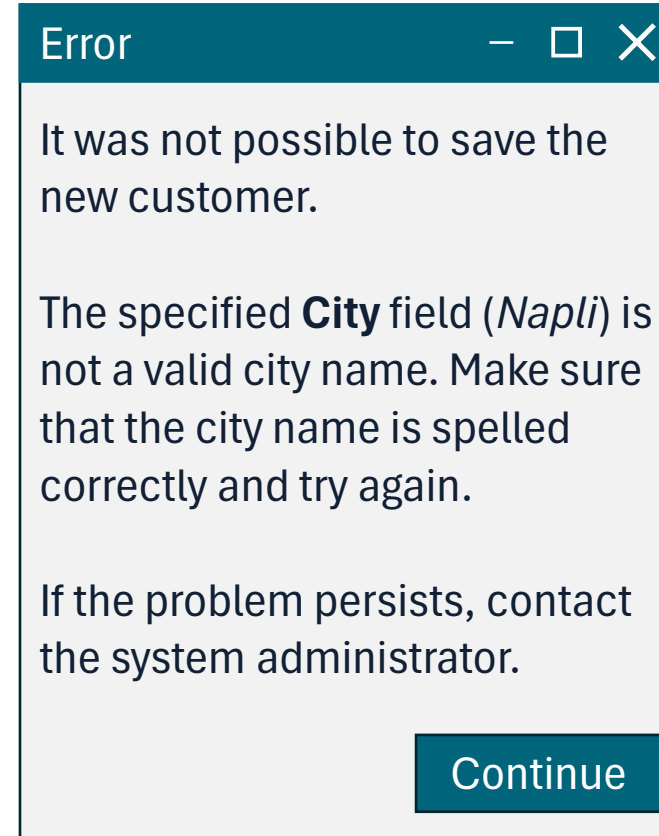 Error
It was not possible to save the
new customer.
The specified City field (Napli) is
not a valid city name. Make sure
that the city name is spelled
correctly and try again.
If the problem persists, contact
the system administrator.
Continue